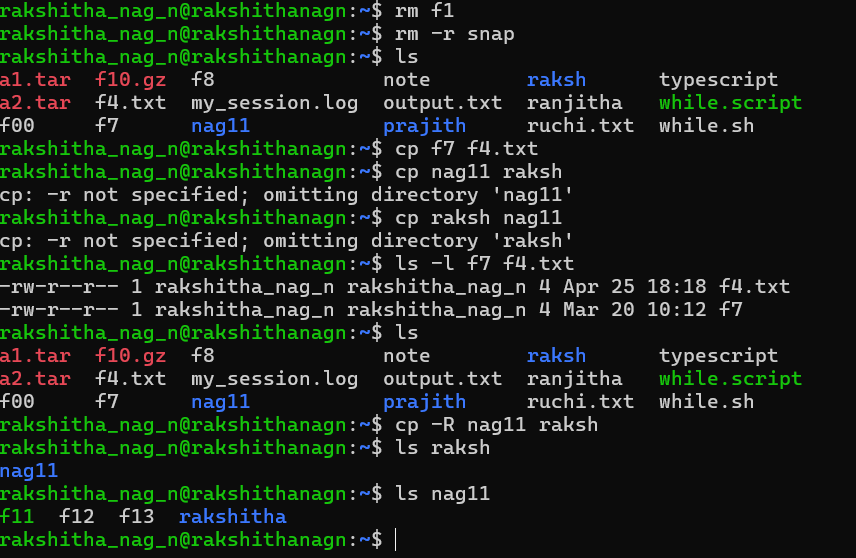 rakshitha_nag_n@rakshithanagn:~$ rm f1
rakshitha_nag_n@rakshithanagn:~$ rm -r snap
rakshitha_nag_n@rakshithanagn:~$ ls
a1.tar  f10.gz  f8              note        raksh      typescript
a2.tar  f4.txt  my_session.log  output.txt  ranjitha   while.script
f00     f7      nag11           prajith     ruchi.txt  while.sh
rakshitha_nag_n@rakshithanagn:~$ cp f7 f4.txt
rakshitha_nag_n@rakshithanagn:~$ cp nag11 raksh
cp: -r not specified; omitting directory 'nag11'
rakshitha_nag_n@rakshithanagn:~$ cp raksh nag11
cp: -r not specified; omitting directory 'raksh'
rakshitha_nag_n@rakshithanagn:~$ ls -l f7 f4.txt
-rw-r--r-- 1 rakshitha_nag_n rakshitha_nag_n 4 Apr 25 18:18 f4.txt
-rw-r--r-- 1 rakshitha_nag_n rakshitha_nag_n 4 Mar 20 10:12 f7
rakshitha_nag_n@rakshithanagn:~$ ls
a1.tar  f10.gz  f8              note        raksh      typescript
a2.tar  f4.txt  my_session.log  output.txt  ranjitha   while.script
f00     f7      nag11           prajith     ruchi.txt  while.sh
rakshitha_nag_n@rakshithanagn:~$ cp -R nag11 raksh
rakshitha_nag_n@rakshithanagn:~$ ls raksh
nag11
rakshitha_nag_n@rakshithanagn:~$ ls nag11
f11  f12  f13  rakshitha
rakshitha_nag_n@rakshithanagn:~$